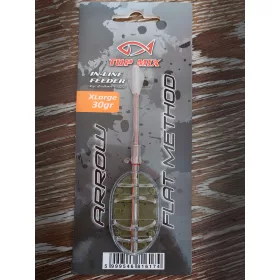 TOP MIX
IN-LINE
FEEDER
XLarge
30gr
ARROW
FLAT METHOD